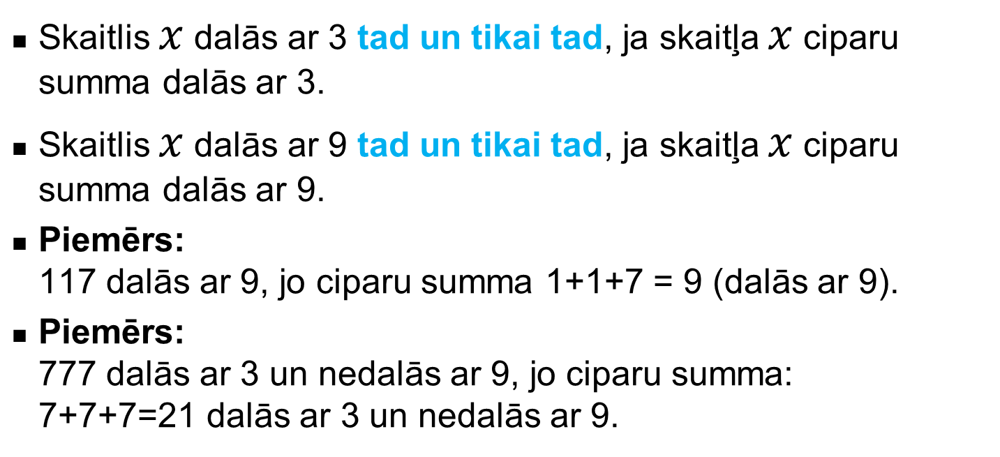 ▪ Skaitlis 𝑥 dalās ar 3 tad un tikai tad, ja skaitļa 𝑥 ciparu
summa dalās ar 3.
▪ Skaitlis 𝑥 dalās ar 9 tad un tikai tad, ja skaitļa 𝑥 ciparu
summa dalās ar 9.
▪ Piemērs:
117 dalās ar 9, jo ciparu summa 1+1+7 = 9 (dalās ar 9).
▪ Piemērs:
777 dalās ar 3 un nedalās ar 9, jo ciparu summa:
7+7+7=21 dalās ar 3 un nedalās ar 9.